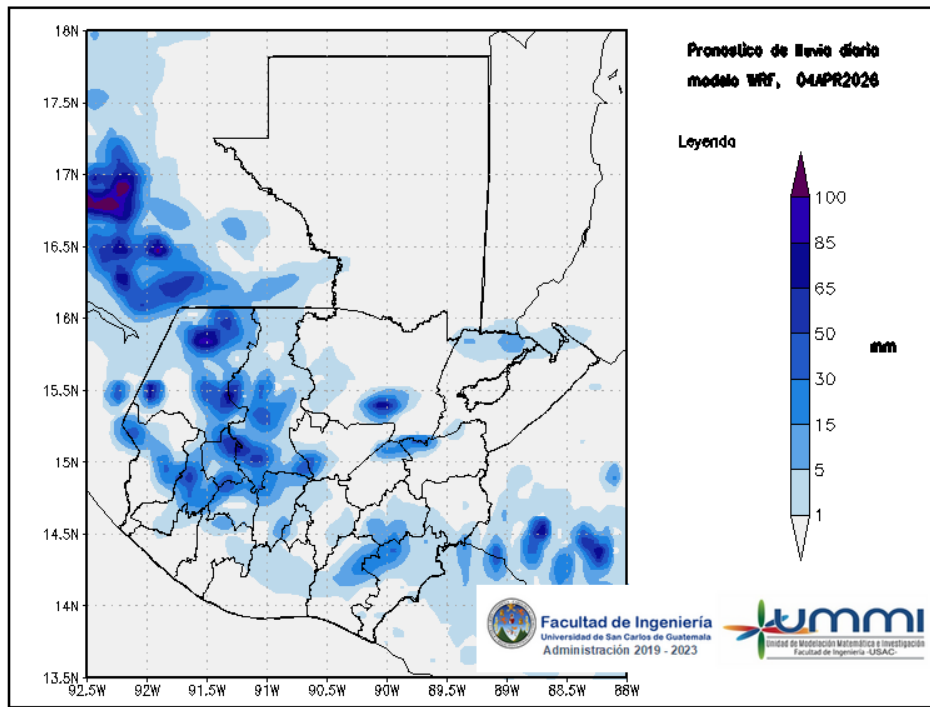 Pronostico de lluvia diaria
modelo WRF, 04APR2026
Leyenda
100
85
65
50
30
15
5
1
mm
18N
17.5N
17N
16.5N
16N
15.5N
15N
14.5N
14N
13.5N
92.5W
92W
91.5W
91W
90.5W
90W
89.5W
89W
88.5W
88W
Facultad de Ingeniería
Universidad de San Carlos de Guatemala
Administración 2019 - 2023
ummi
Unidad de Modelación Matemática e Investigación
Facultad de Ingeniería -USAC-